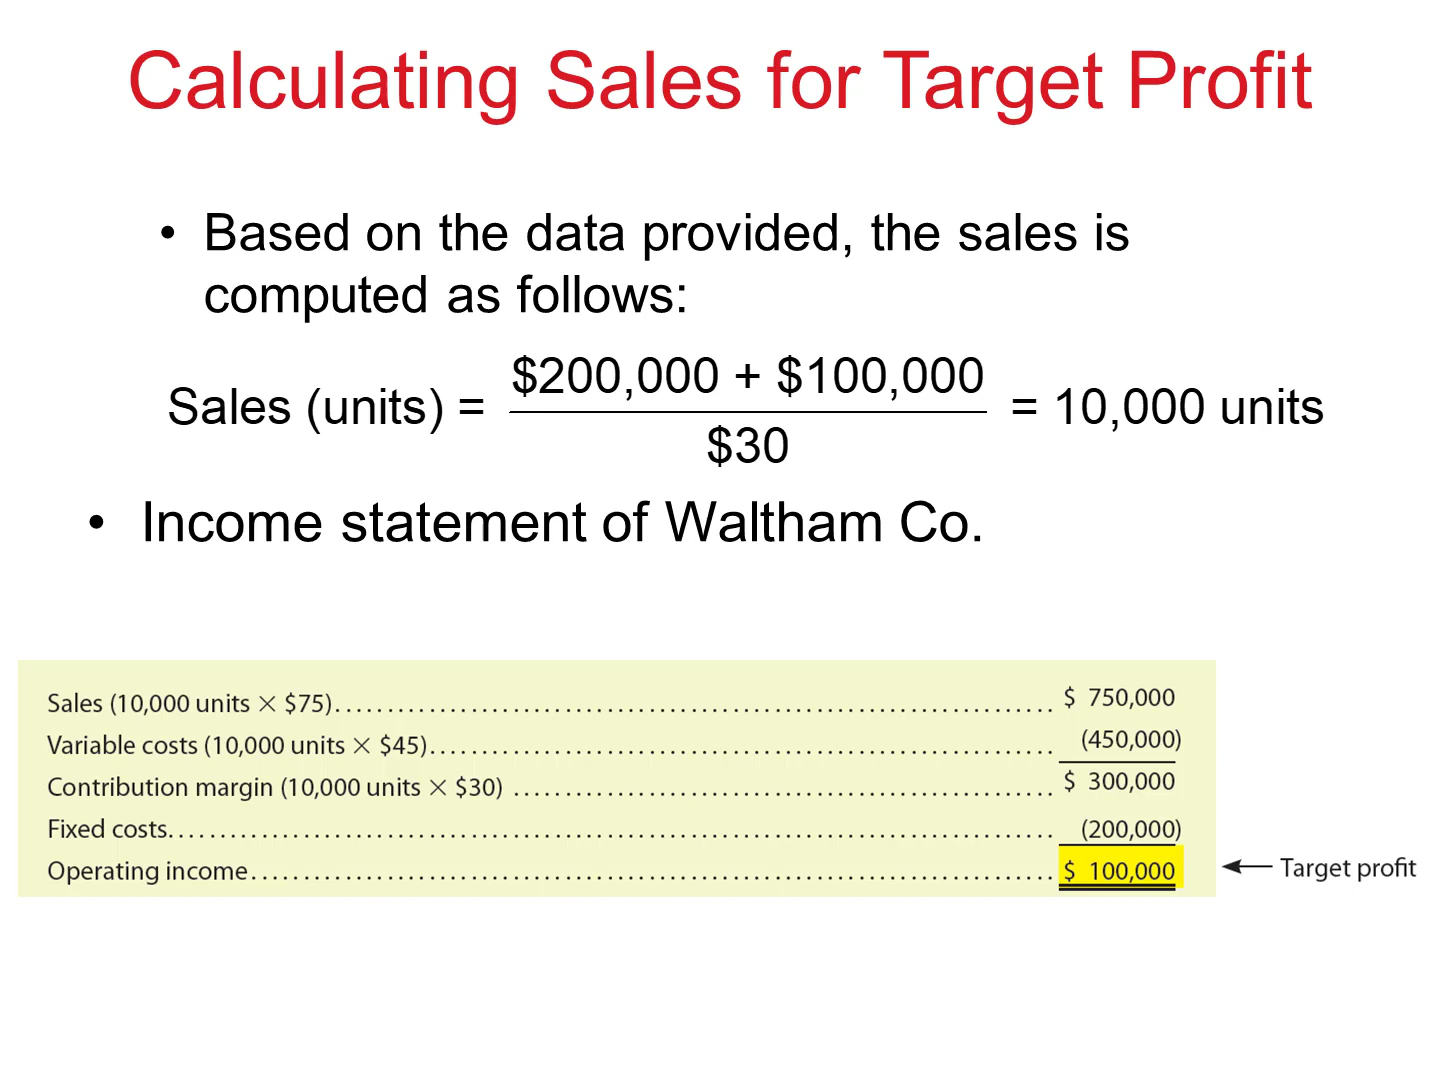 Calculating Sales for Target Profit
• Based on the data provided, the sales is
computed as follows:
$200,000 + $100,000
Sales (units) = = 10,000 units
$30
• Income statement of Waltham Co.
Sales (10,000 units × $75)........ $ 750,000
Variable costs (10,000 units × $45)........ (450,000)
Contribution margin (10,000 units × $30) ........ $ 300,000
Fixed costs........ (200,000)
Operating income........ $ 100,000 Target profit